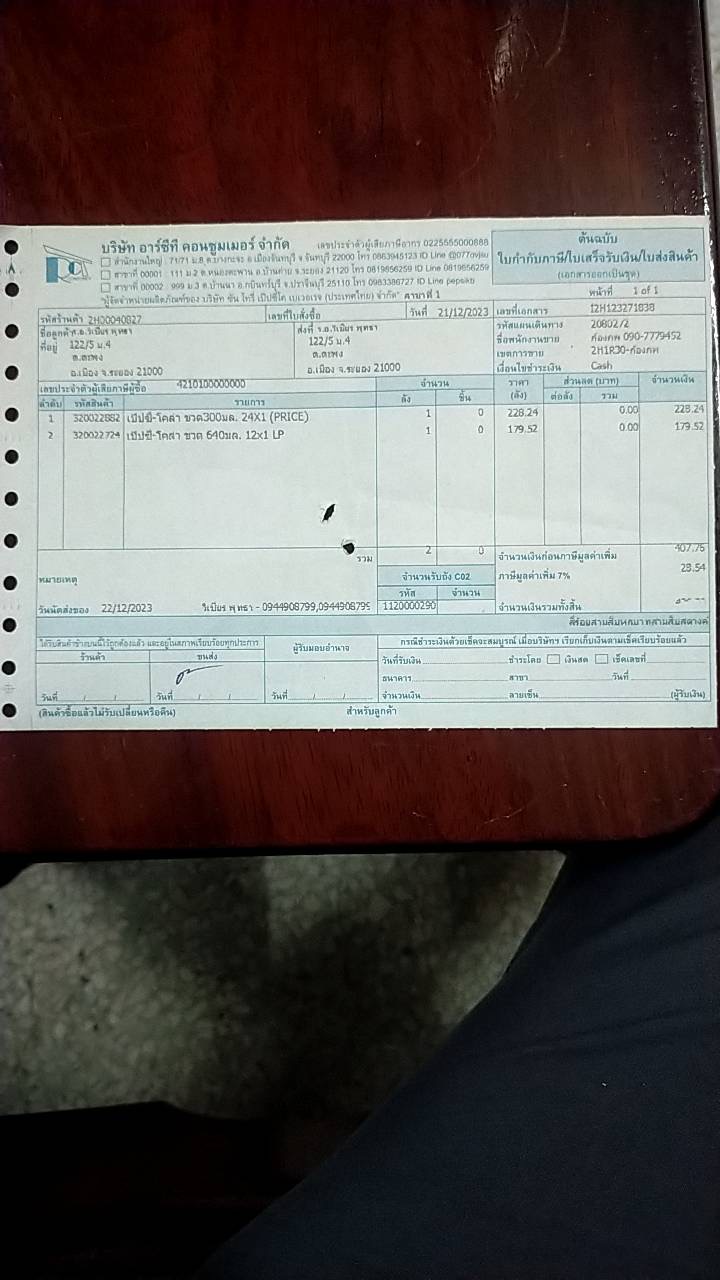 บริษัท อาร์ซีที คอนซูมเมอร์ จำกัด เลขประจำตัวผู้เสียภาษีอากร 0225555000888
สำนักงานใหญ่ 71/71 ม.8 ต.บางกะจะ อ.เมืองจันทบุรี จ.จันทบุรี 22000 โทร 0863945123 ID Line
สาขาที่ 00001 111 ม.2 ต.หนองตะพาน อ.บ้านค่าย จ.ระยอง 21120 โทร 0819856259 ID Line 0819856259
สาขาที่ 00002 999 ม.3 ต.บ้านนา อ.กบินทร์บุรี จ.ปราจีนบุรี 25110 โทร 0983386727 ID Line
"ผู้จัดจำหน่ายผลิตภัณฑ์ของ บริษัท ซันโทรี่ เป๊ปซี่โค เบเวอเรจ (ประเทศไทย) จำกัด" สาขาที่ 1
ต้นฉบับ
ใบกำกับภาษี/ใบเสร็จรับเงิน/ใบส่งสินค้า
(เอกสารออกเป็นชุด)
หน้าที่ 1 of 1
รหัสร้านค้า 2H00040827 เลขที่ใบสั่งซื้อ วันที่ 21/12/2023 เลขที่เอกสาร 12H123271838
ชื่อลูกค้า ส่งที่ รหัสแผนเดินทาง 20802/2
ที่อยู่ 122/5 ม.4 122/5 ม.4 ชื่อพนักงานขาย ก้องภพ 090-7779452
ต.ตะพง ต.ตะพง เขตการขาย 2H1R30-ก้องภพ
อ.เมือง จ.ระยอง 21000 อ.เมือง จ.ระยอง 21000 เงื่อนไขชำระเงิน Cash
เลขประจำตัวผู้เสียภาษีผู้ซื้อ 4210100000000 จำนวน ราคา ส่วนลด (บาท) จำนวนเงิน
ลำดับ รหัสสินค้า รายการ ลัง ชิ้น (ลัง) ต่อลัง รวม
1 320022882 เป๊ปซี่-โคล่า ขวด300มล. 24X1 (PRICE) 1 0 228.24 0.00 228.24
2 320022724 เป๊ปซี่-โคล่า ขวด 640มล. 12x1 LP 1 0 179.52 0.00 179.52
รวม 2 0 จำนวนเงินก่อนภาษีมูลค่าเพิ่ม 407.76
หมายเหตุ จำนวนรับถัง CO2 ภาษีมูลค่าเพิ่ม 7% 28.54
รหัส จำนวน
วันนัดส่งของ 22/12/2023 วิเชียร พุทธา - 0944908799,0944908799 1120000290 จำนวนเงินรวมทั้งสิ้น
สี่ร้อยสามสิบหกบาทสามสิบสตางค์
ได้รับสินค้าข้างบนนี้ไว้ถูกต้องแล้ว และอยู่ในสภาพเรียบร้อยทุกประการ ผู้รับมอบอำนาจ กรณีชำระเงินด้วยเช็คจะสมบูรณ์ เมื่อบริษัทฯ เรียกเก็บเงินตามเช็คเรียบร้อยแล้ว
ร้านค้า ขนส่ง วันที่รับเงิน ชำระโดย เงินสด เช็คเลขที่
ธนาคาร สาขา วันที่
วันที่ / / วันที่ / / วันที่ / / จำนวนเงิน ลายเซ็น (ผู้รับเงิน)
(สินค้าซื้อแล้วไม่รับเปลี่ยนหรือคืน) สำหรับลูกค้า